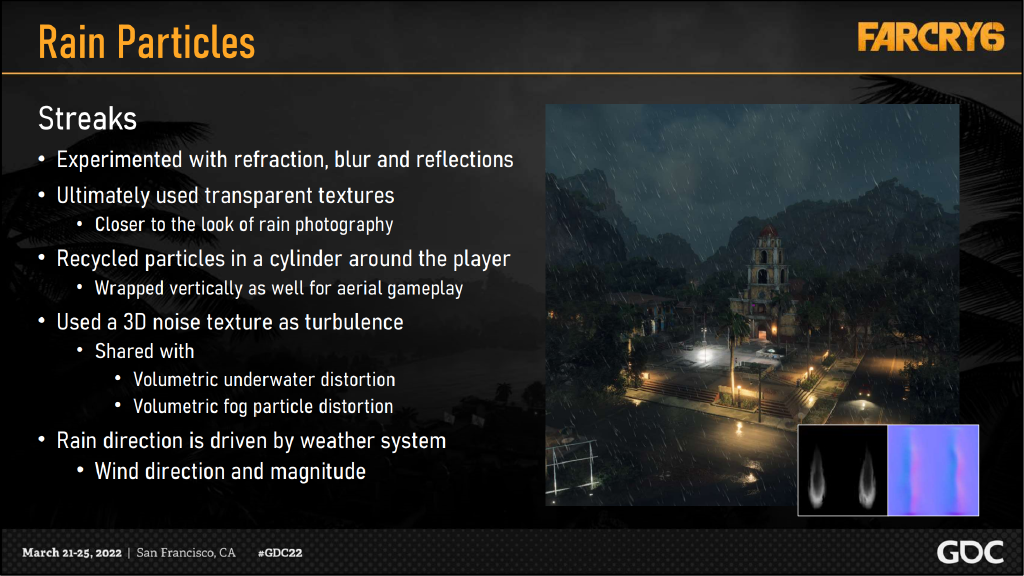 Rain Particles
FARCRY6
Streaks
• Experimented with refraction, blur and reflections
• Ultimately used transparent textures
• Closer to the look of rain photography
• Recycled particles in a cylinder around the player
• Wrapped vertically as well for aerial gameplay
• Used a 3D noise texture as turbulence
• Shared with
• Volumetric underwater distortion
• Volumetric fog particle distortion
• Rain direction is driven by weather system
• Wind direction and magnitude
March 21-25, 2022 | San Francisco, CA #GDC22
GDC